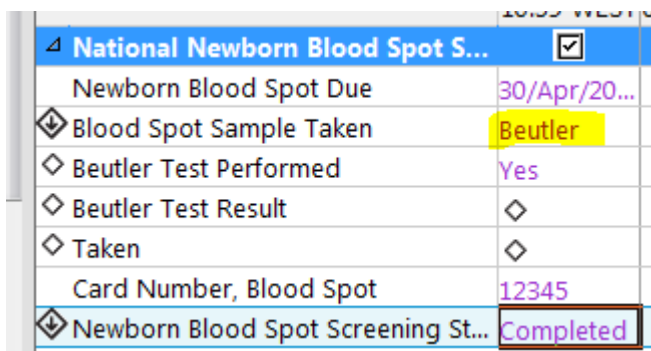 National Newborn Blood Spot S...
Newborn Blood Spot Due 30/Apr/20...
Blood Spot Sample Taken Beutler
Beutler Test Performed Yes
Beutler Test Result
Taken
Card Number, Blood Spot 12345
Newborn Blood Spot Screening St... Completed